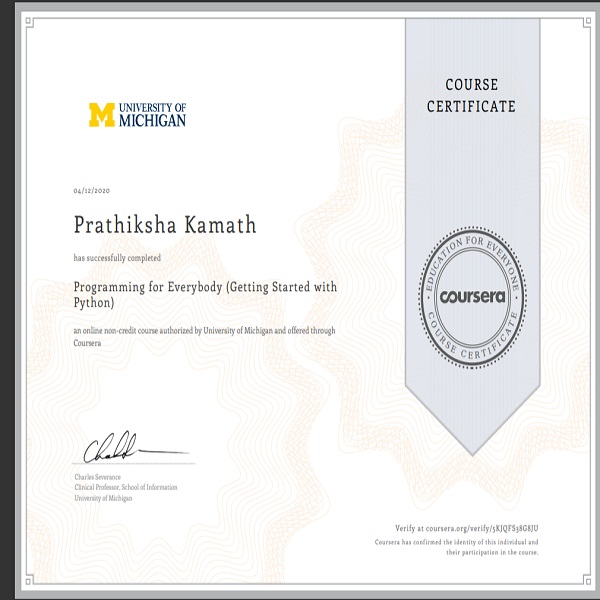 COURSE
CERTIFICATE
M UNIVERSITY OF
MICHIGAN
04/12/2020
Prathiksha Kamath
has successfully completed
Programming for Everybody (Getting Started with
Python)
an online non-credit course authorized by University of Michigan and offered through
Coursera
EDUCATION FOR EVERYONE
coursera
COURSE CERTIFICATE
Charles Severance
Clinical Professor, School of Information
University of Michigan
Verify at coursera.org/verify/5KJQFS38G8JU
Coursera has confirmed the identity of this individual and
their participation in the course.